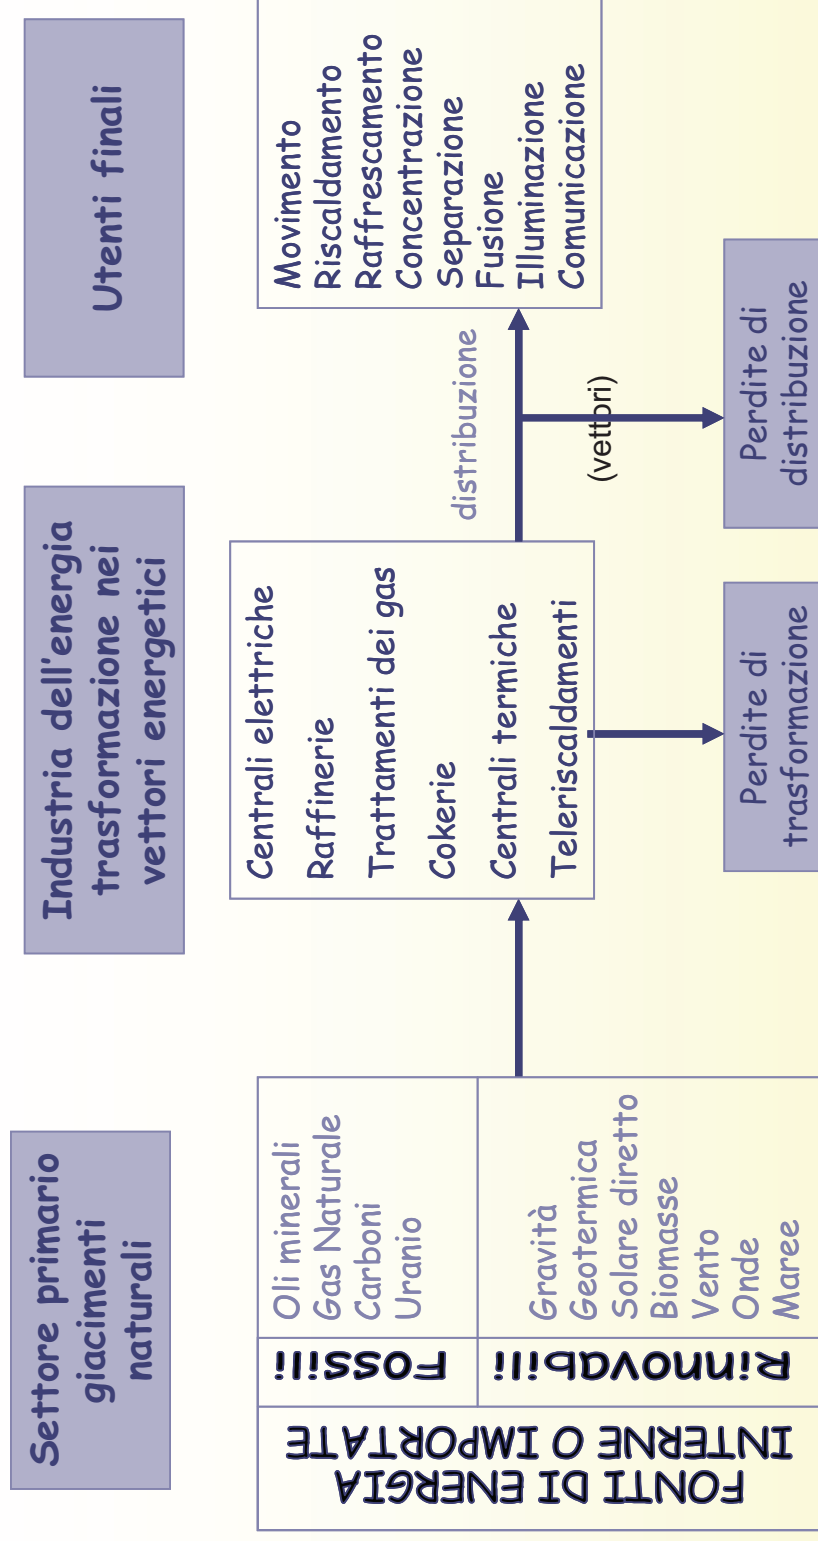 Settore primario
giacimenti
naturali
Industria dell'energia
trasformazione nei
vettori energetici
Utenti finali
FONTI DI ENERGIA
INTERNE O IMPORTATE
Fossili
Oli minerali
Gas Naturale
Carboni
Uranio
Rinnovabili
Gravità
Geotermica
Solare diretto
Biomasse
Vento
Onde
Maree
Centrali elettriche
Raffinerie
Trattamenti dei gas
Cokerie
Centrali termiche
Teleriscaldamenti
distribuzione
(vettori)
Movimento
Riscaldamento
Raffrescamento
Concentrazione
Separazione
Fusione
Illuminazione
Comunicazione
Perdite di
trasformazione
Perdite di
distribuzione